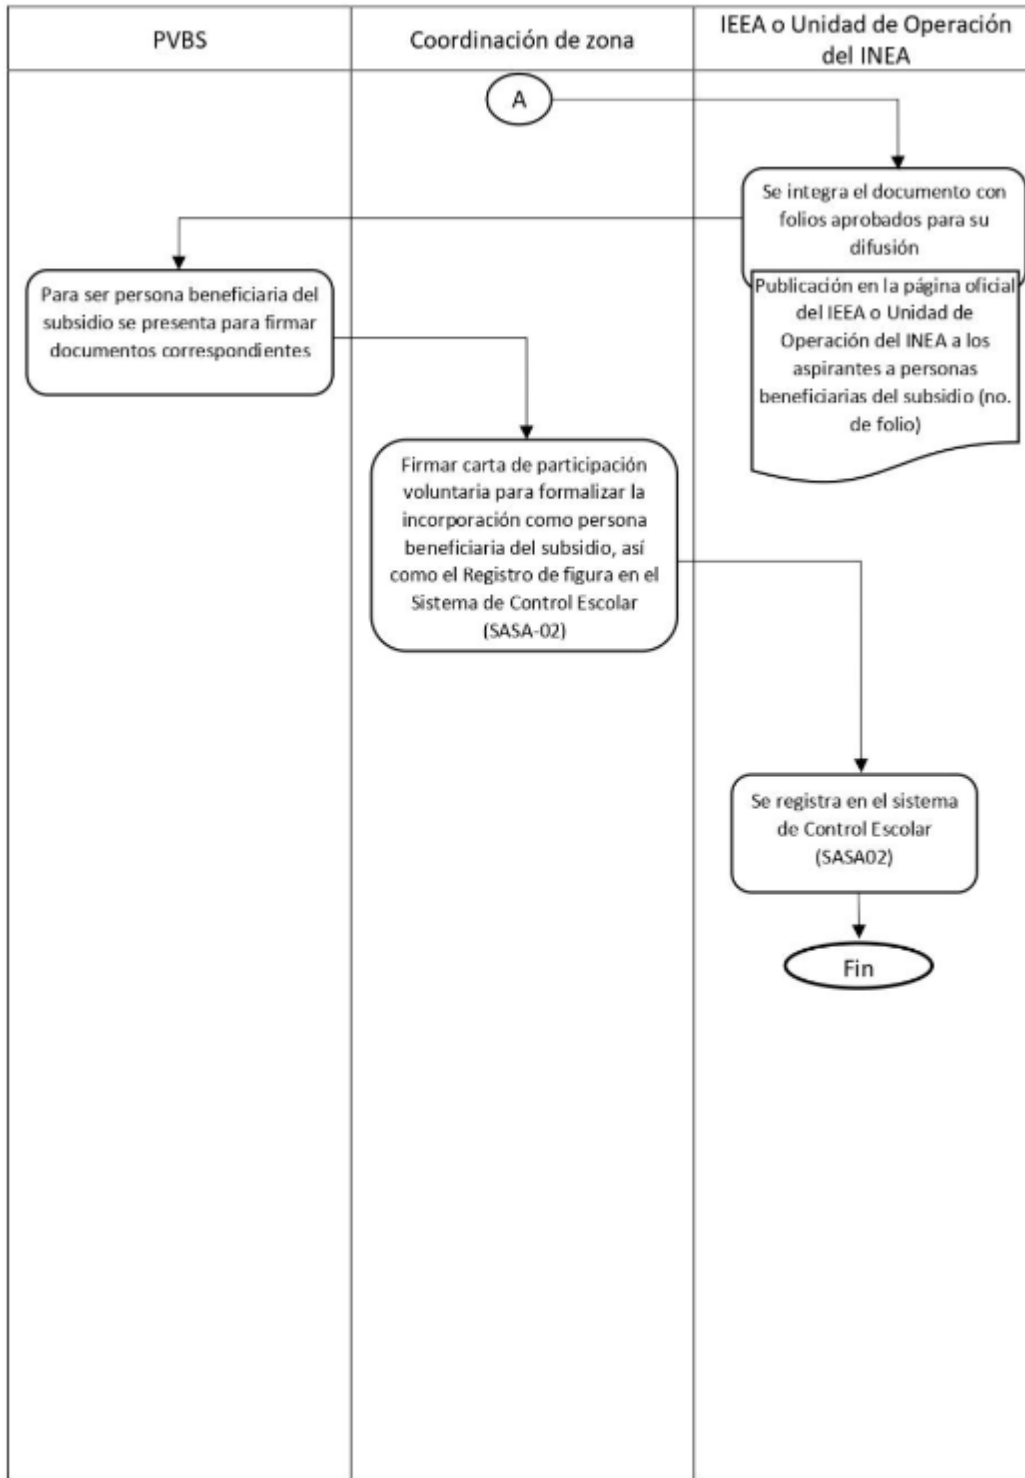 PVBS
Coordinación de zona
IEEA o Unidad de Operación
del INEA
A
Se integra el documento con
folios aprobados para su
difusión
Publicación en la página oficial
del IEEA o Unidad de
Operación del INEA a los
aspirantes a personas
beneficiarias del subsidio (no.
de folio)
Para ser persona beneficiaria del
subsidio se presenta para firmar
documentos correspondientes
Firmar carta de participación
voluntaria para formalizar la
incorporación como persona
beneficiaria del subsidio, así
como el Registro de figura en el
Sistema de Control Escolar
(SASA-02)
Se registra en el sistema
de Control Escolar
(SASA02)
Fin